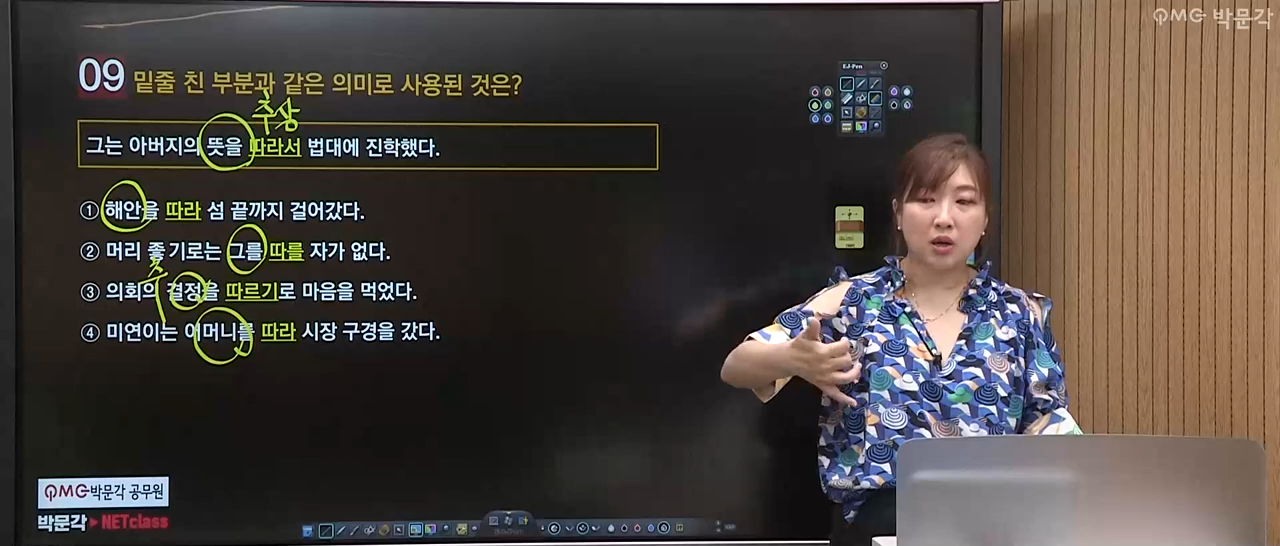 QMG 박문각
09 밑줄 친 부분과 같은 의미로 사용된 것은?
추상
그는 아버지의 뜻을 따라서 법대에 진학했다.
① 해안을 따라 섬 끝까지 걸어갔다.
② 머리 좋기로는 그를 따를 자가 없다.
추
③ 의회의 결정을 따르기로 마음을 먹었다.
④ 미연이는 어머니를 따라 시장 구경을 갔다.
EJ-Pen
QMG박문각 공무원
박문각 NETclass